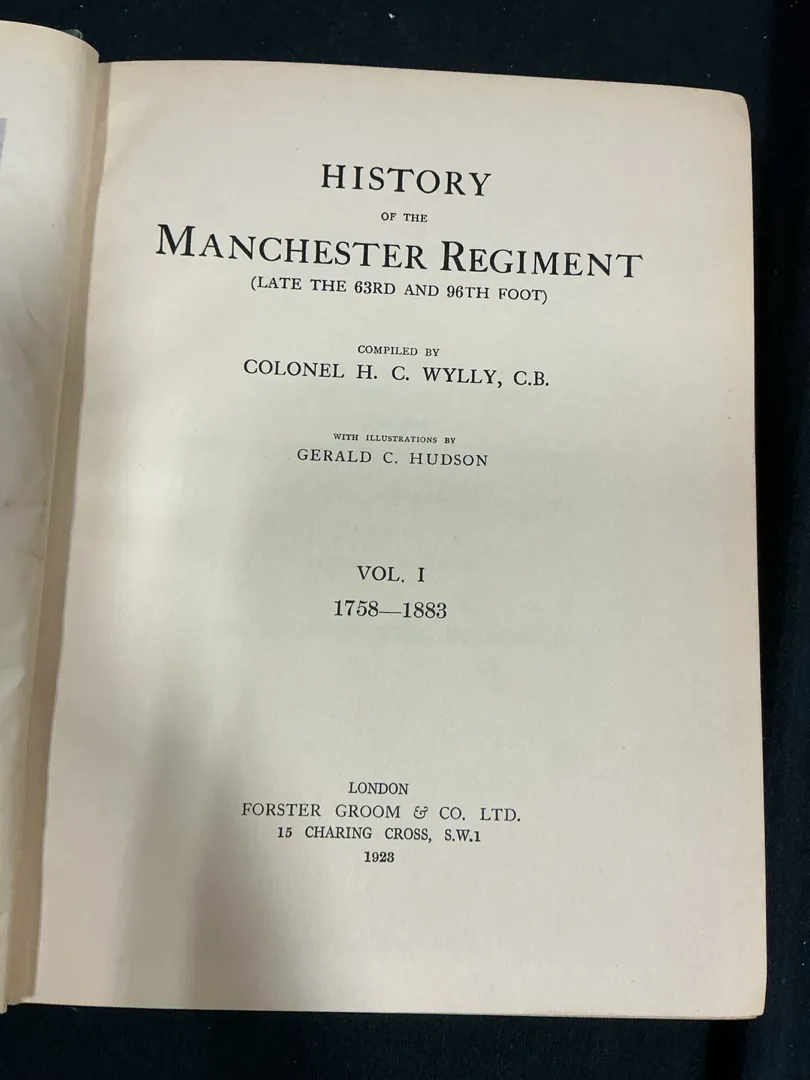 HISTORY
OF THE
MANCHESTER REGIMENT
(LATE THE 63RD AND 96TH FOOT)
COMPILED BY
COLONEL H. C. WYLLY, C.B.
WITH ILLUSTRATIONS BY
GERALD C. HUDSON
VOL. I
1758—1883
LONDON
FORSTER GROOM & CO. LTD.
15 CHARING CROSS, S.W.1
1923